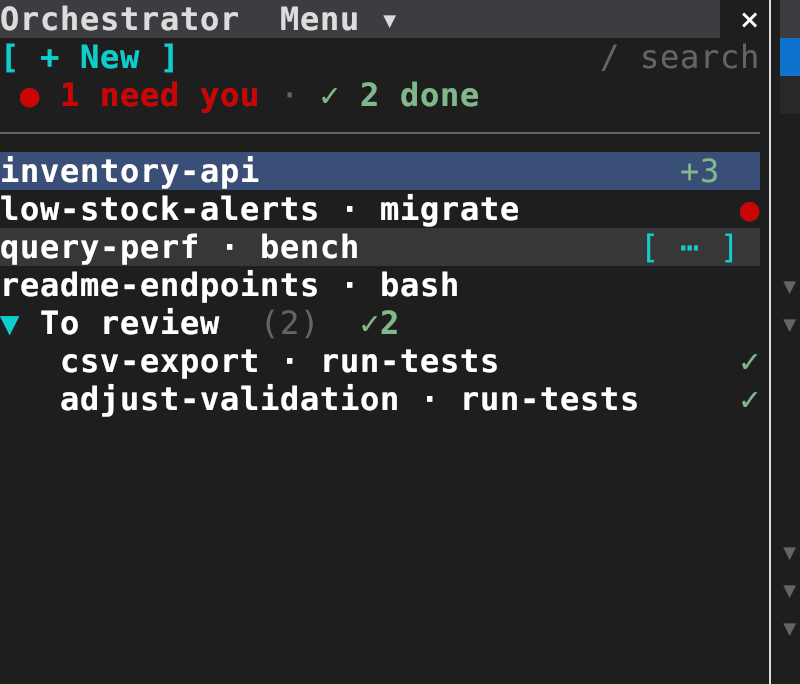 Orchestrator  Menu ▾ ×
[ + New ] / search
● 1 need you · ✓ 2 done
inventory-api +3
low-stock-alerts · migrate ●
query-perf · bench [ ⋯ ]
readme-endpoints · bash
▼ To review (2) ✓2
csv-export · run-tests ✓
adjust-validation · run-tests ✓